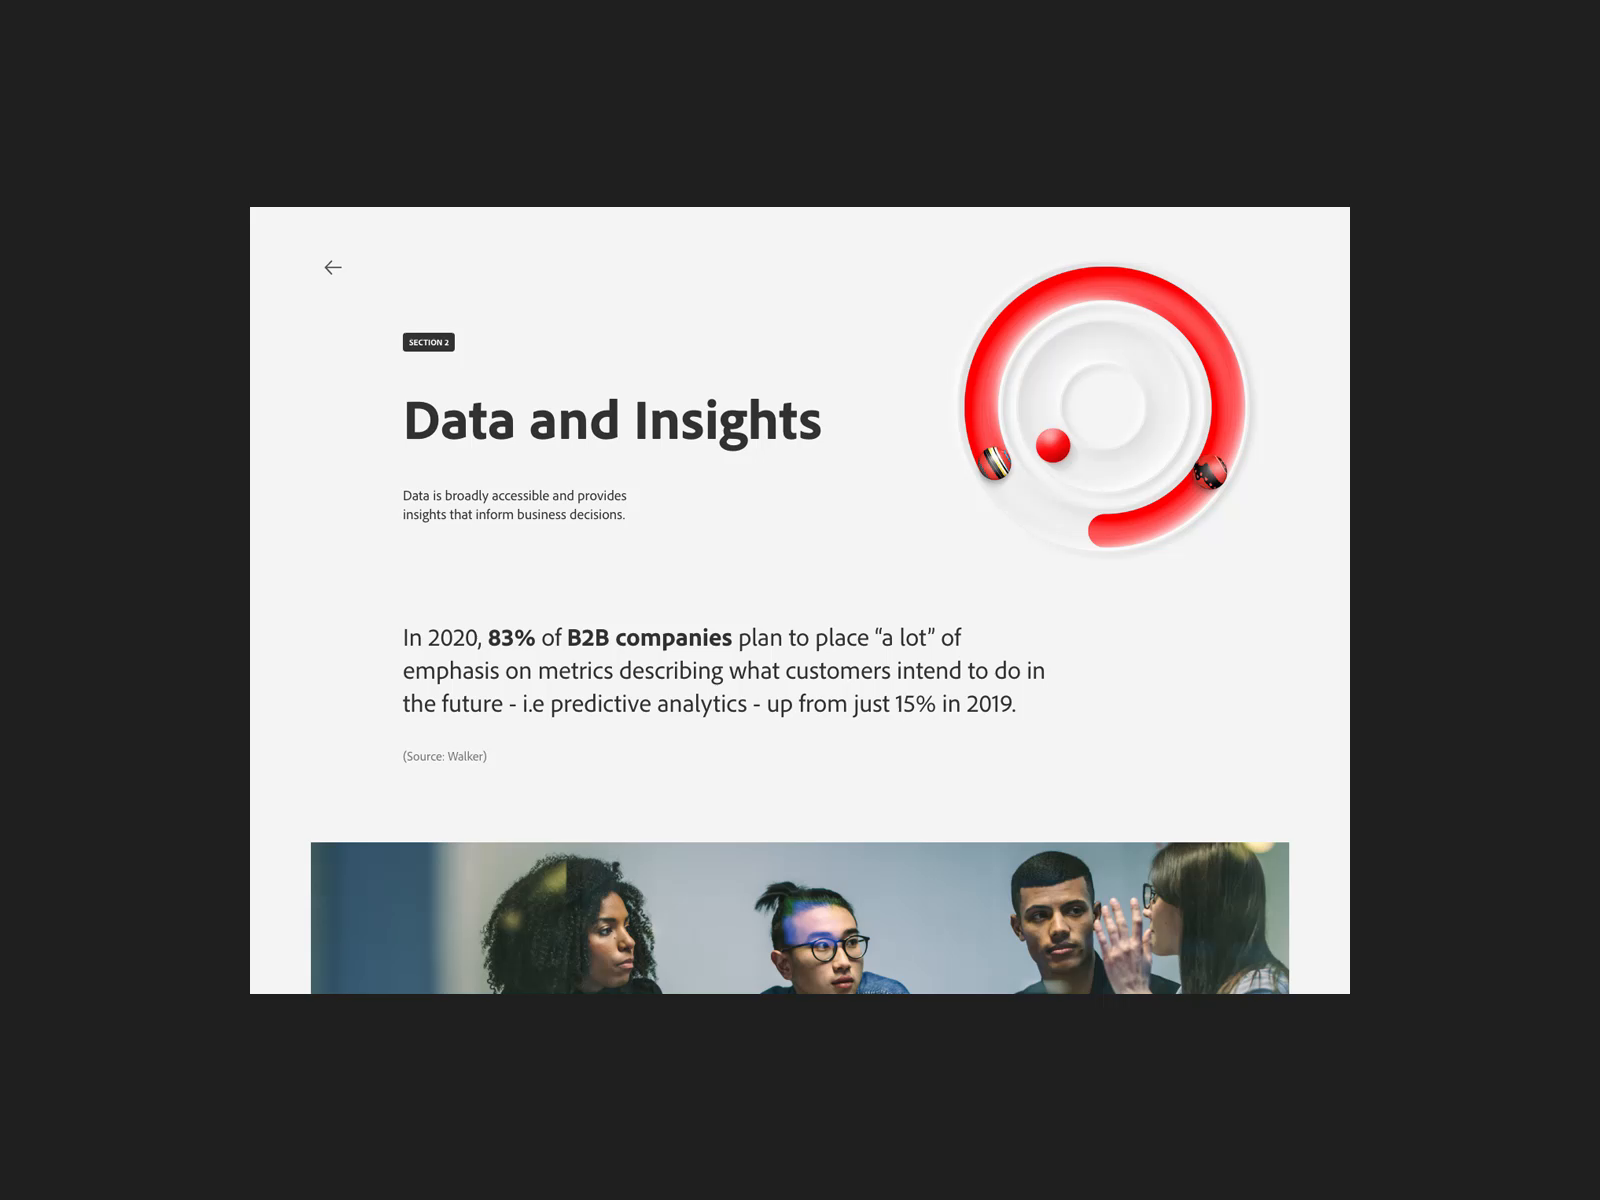 SECTION 2
Data and Insights
Data is broadly accessible and provides
insights that inform business decisions.
In 2020, 83% of B2B companies plan to place “a lot” of
emphasis on metrics describing what customers intend to do in
the future - i.e predictive analytics - up from just 15% in 2019.
(Source: Walker)